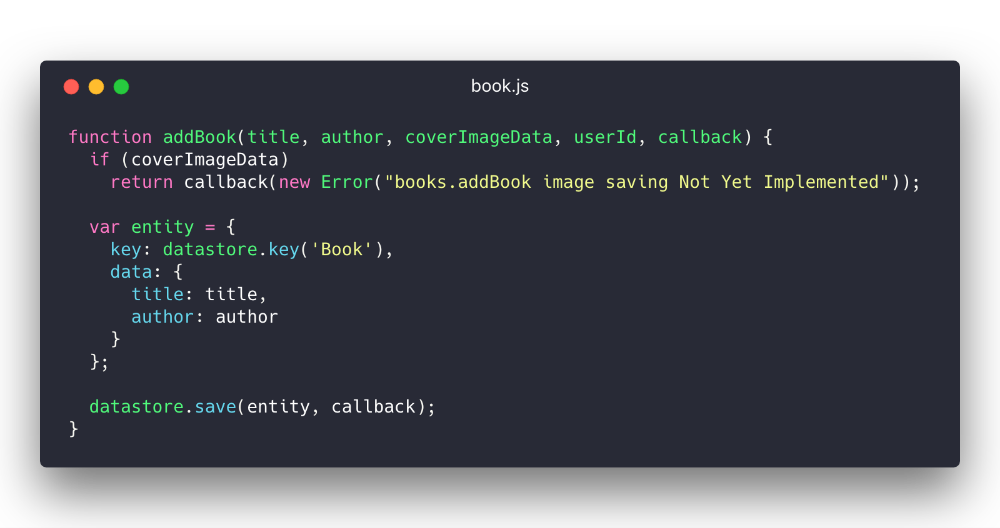 book.js
function addBook(title, author, coverImageData, userId, callback) {
  if (coverImageData)
    return callback(new Error("books.addBook image saving Not Yet Implemented"));

  var entity = {
    key: datastore.key('Book'),
    data: {
      title: title,
      author: author
    }
  };

  datastore.save(entity, callback);
}